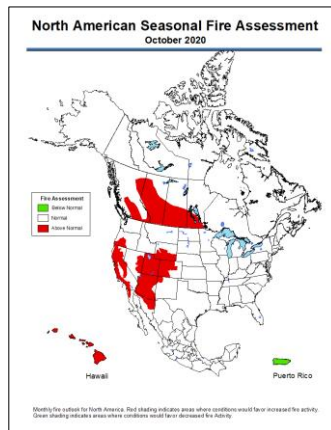 North American Seasonal Fire Assessment
October 2020
Fire Assessment
Below Normal
Normal
Above Normal
Hawaii
Puerto Rico
Monthly fire outlook for North America. Red shading indicates areas where conditions would favor increased fire activity.
Green shading indicates areas where conditions would favor decreased fire Activity.